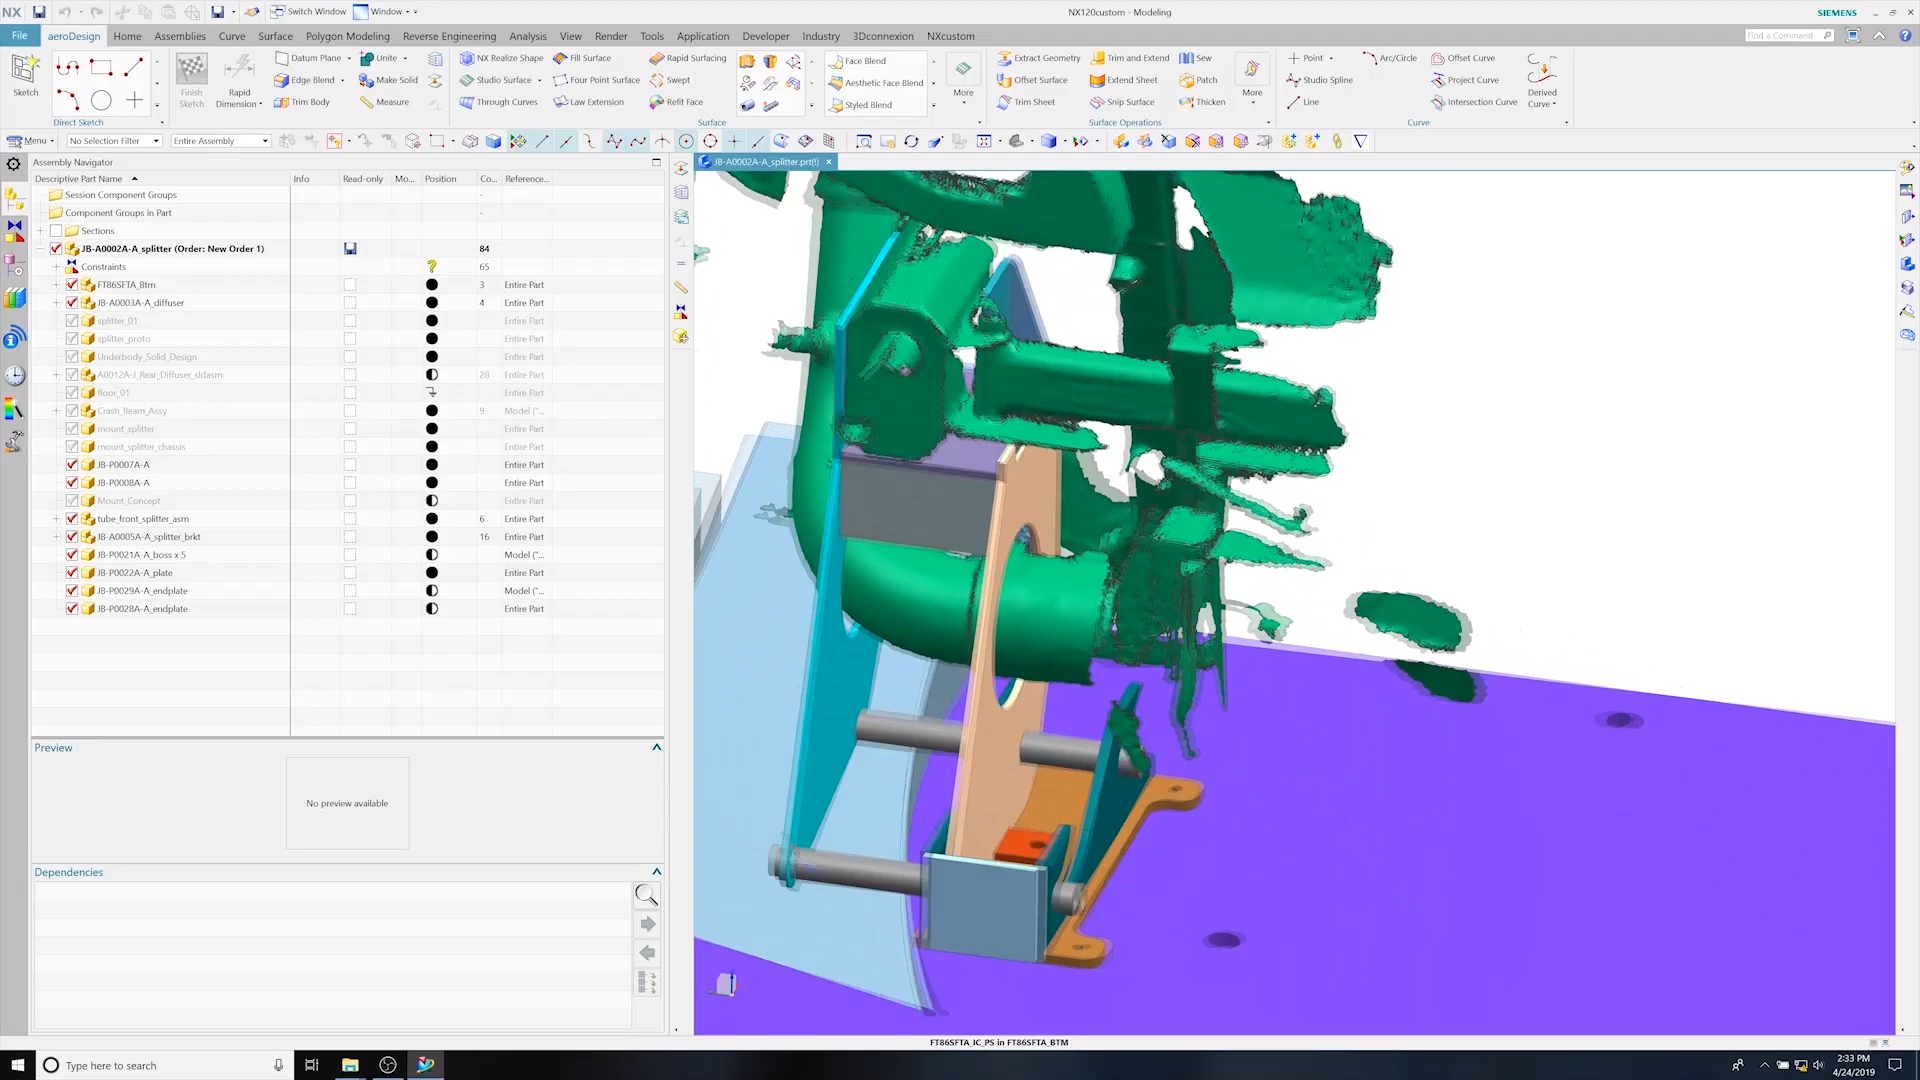 NX Switch Window Window NX120custom - Modeling SIEMENS
File aeroDesign Home Assemblies Curve Surface Polygon Modeling Reverse Engineering Analysis View Render Tools Application Developer Industry 3Dconnexion NXcustom Find a Command
Sketch
Finish Sketch
Rapid Dimension
Datum Plane Unite NX Realize Shape Fill Surface Rapid Surfacing Face Blend Extract Geometry Trim and Extend Sew Point Arc/Circle Offset Curve
Edge Blend Make Solid Studio Surface Four Point Surface Swept Aesthetic Face Blend Offset Surface Extend Sheet Patch Studio Spline Project Curve
Trim Body Measure Through Curves Law Extension Refit Face Styled Blend Trim Sheet Snip Surface Thicken Line Intersection Curve
More
More
Derived Curve
Direct Sketch Surface Surface Operations Curve
Menu No Selection Filter Entire Assembly
Assembly Navigator JB-A0002A-A_splitter.prt(!)
Descriptive Part Name Info Read-only Mo... Position Co... Reference...
Session Component Groups -
Component Groups in Part -
Sections
JB-A0002A-A_splitter (Order: New Order 1) 84
Constraints ? 65
FT86SFTA_Btm 3 Entire Part
JB-A0003A-A_diffuser 4 Entire Part
splitter_01 Entire Part
splitter_proto Entire Part
Underbody_Solid_Design Entire Part
A0012A-J_Rear_Diffuser_sldasm 28 Entire Part
floor_01 Entire Part
Crash_Beam_Assy 9 Model ("...
mount_splitter Entire Part
mount_splitter_chassis Entire Part
JB-P0007A-A Entire Part
JB-P0008A-A Entire Part
Mount_Concept Entire Part
tube_front_splitter_asm 6 Entire Part
JB-A0005A-A_splitter_brkt 16 Entire Part
JB-P0021A-A_boss x 5 Model ("...
JB-P0022A-A_plate Entire Part
JB-P0029A-A_endplate Model ("...
JB-P0028A-A_endplate Entire Part
Preview
No preview available
Dependencies
FT86SFTA_IC_PS in FT86SFTA_BTM
Type here to search
2:33 PM
4/24/2019